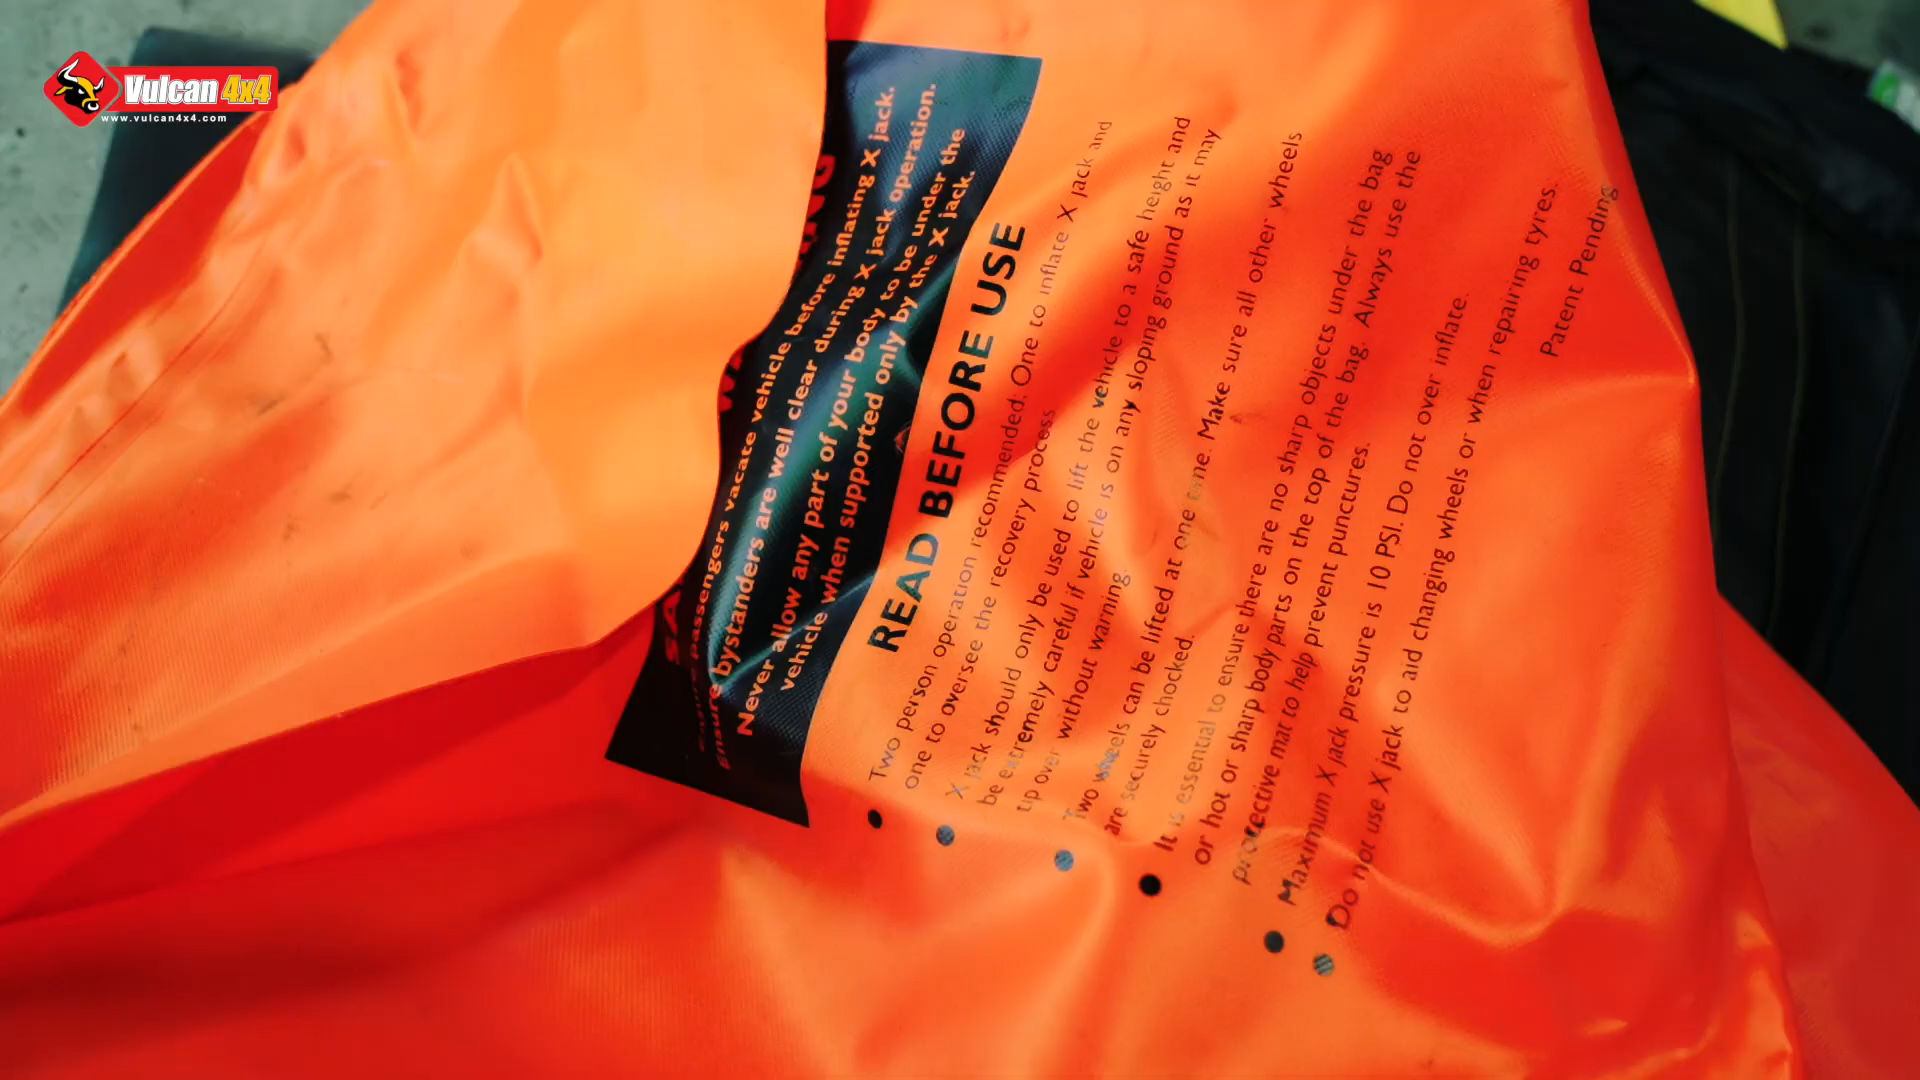 Vulcan 4x4
www.vulcan4x4.com
Ensure passengers vacate vehicle before inflating X jack.
Ensure bystanders are well clear during X jack operation.
Never allow any part of your body to be under the
vehicle when supported only by the X jack.
READ BEFORE USE
● Two person operation recommended: One to inflate X jack and
one to oversee the recovery process
● X jack should only be used to lift the vehicle to a safe height and
be extremely careful if vehicle is on any sloping ground as it may
tip over without warning.
● Two wheels can be lifted at one time. Make sure all other wheels
are securely chocked.
● It is essential to ensure there are no sharp objects under the bag
or hot or sharp body parts on the top of the bag. Always use the
protective mat to help prevent punctures.
● Maximum X jack pressure is 10 PSI. Do not over inflate.
● Do not use X jack to aid changing wheels or when repairing tyres.
Patent Pending